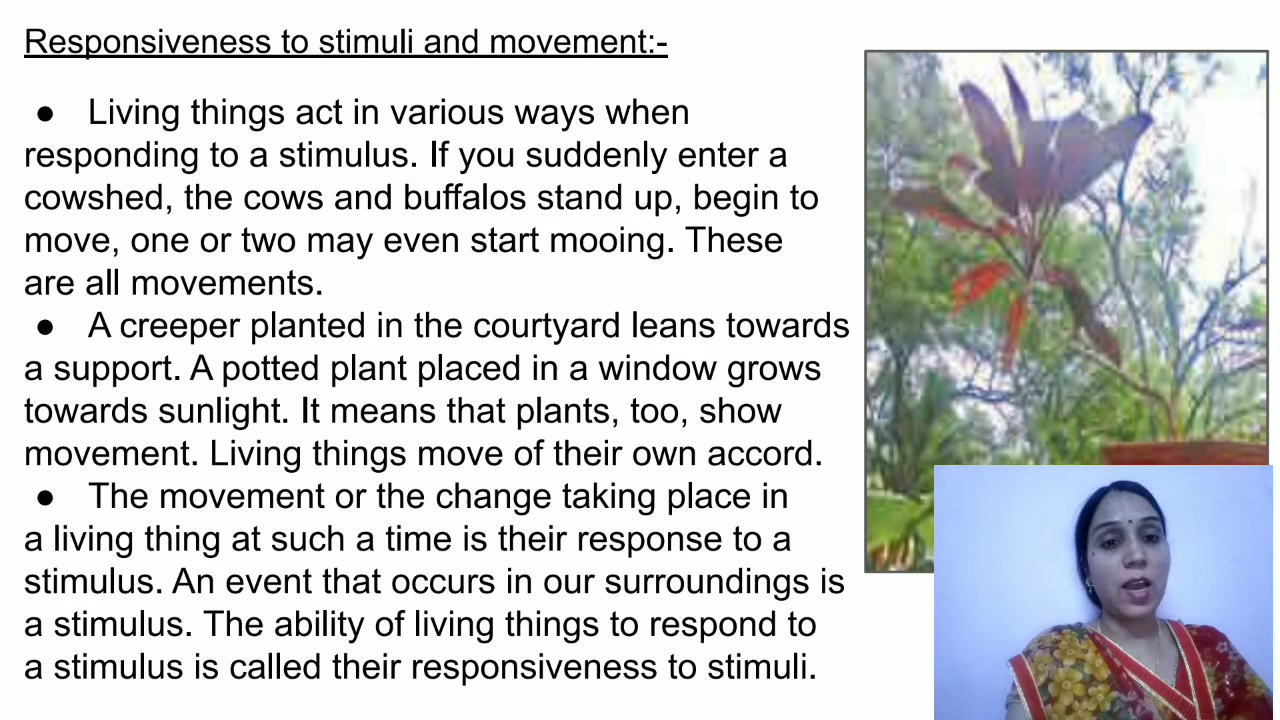 Responsiveness to stimuli and movement:-
● Living things act in various ways when
responding to a stimulus. If you suddenly enter a
cowshed, the cows and buffalos stand up, begin to
move, one or two may even start mooing. These
are all movements.
● A creeper planted in the courtyard leans towards
a support. A potted plant placed in a window grows
towards sunlight. It means that plants, too, show
movement. Living things move of their own accord.
● The movement or the change taking place in
a living thing at such a time is their response to a
stimulus. An event that occurs in our surroundings is
a stimulus. The ability of living things to respond to
a stimulus is called their responsiveness to stimuli.